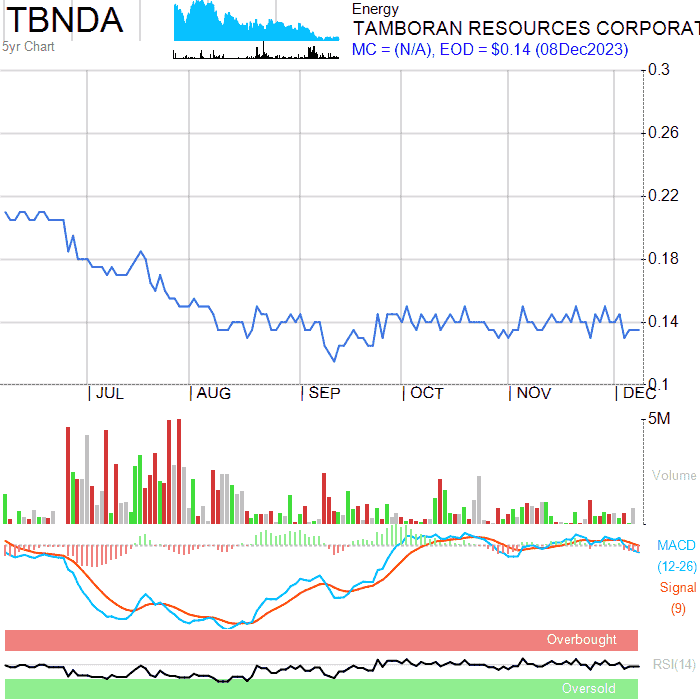 TBNDA
5yr Chart
Energy
TAMBORAN RESOURCES CORPORAT
MC = (N/A), EOD = $0.14 (08Dec2023)
0.3
0.26
0.22
0.18
0.14
0.1
JUL AUG SEP OCT NOV DEC
5M
Volume
MACD
(12-26)
Signal
(9)
Overbought
RSI(14)
Oversold